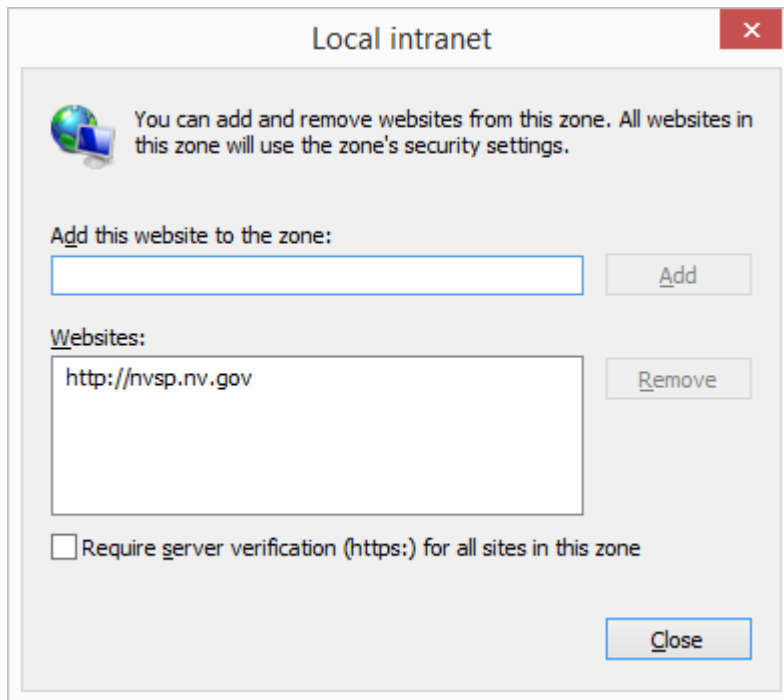 Local intranet
You can add and remove websites from this zone. All websites in
this zone will use the zone's security settings.
Add this website to the zone:
Add
Websites:
http://nvsp.nv.gov
Remove
Require server verification (https:) for all sites in this zone
Close